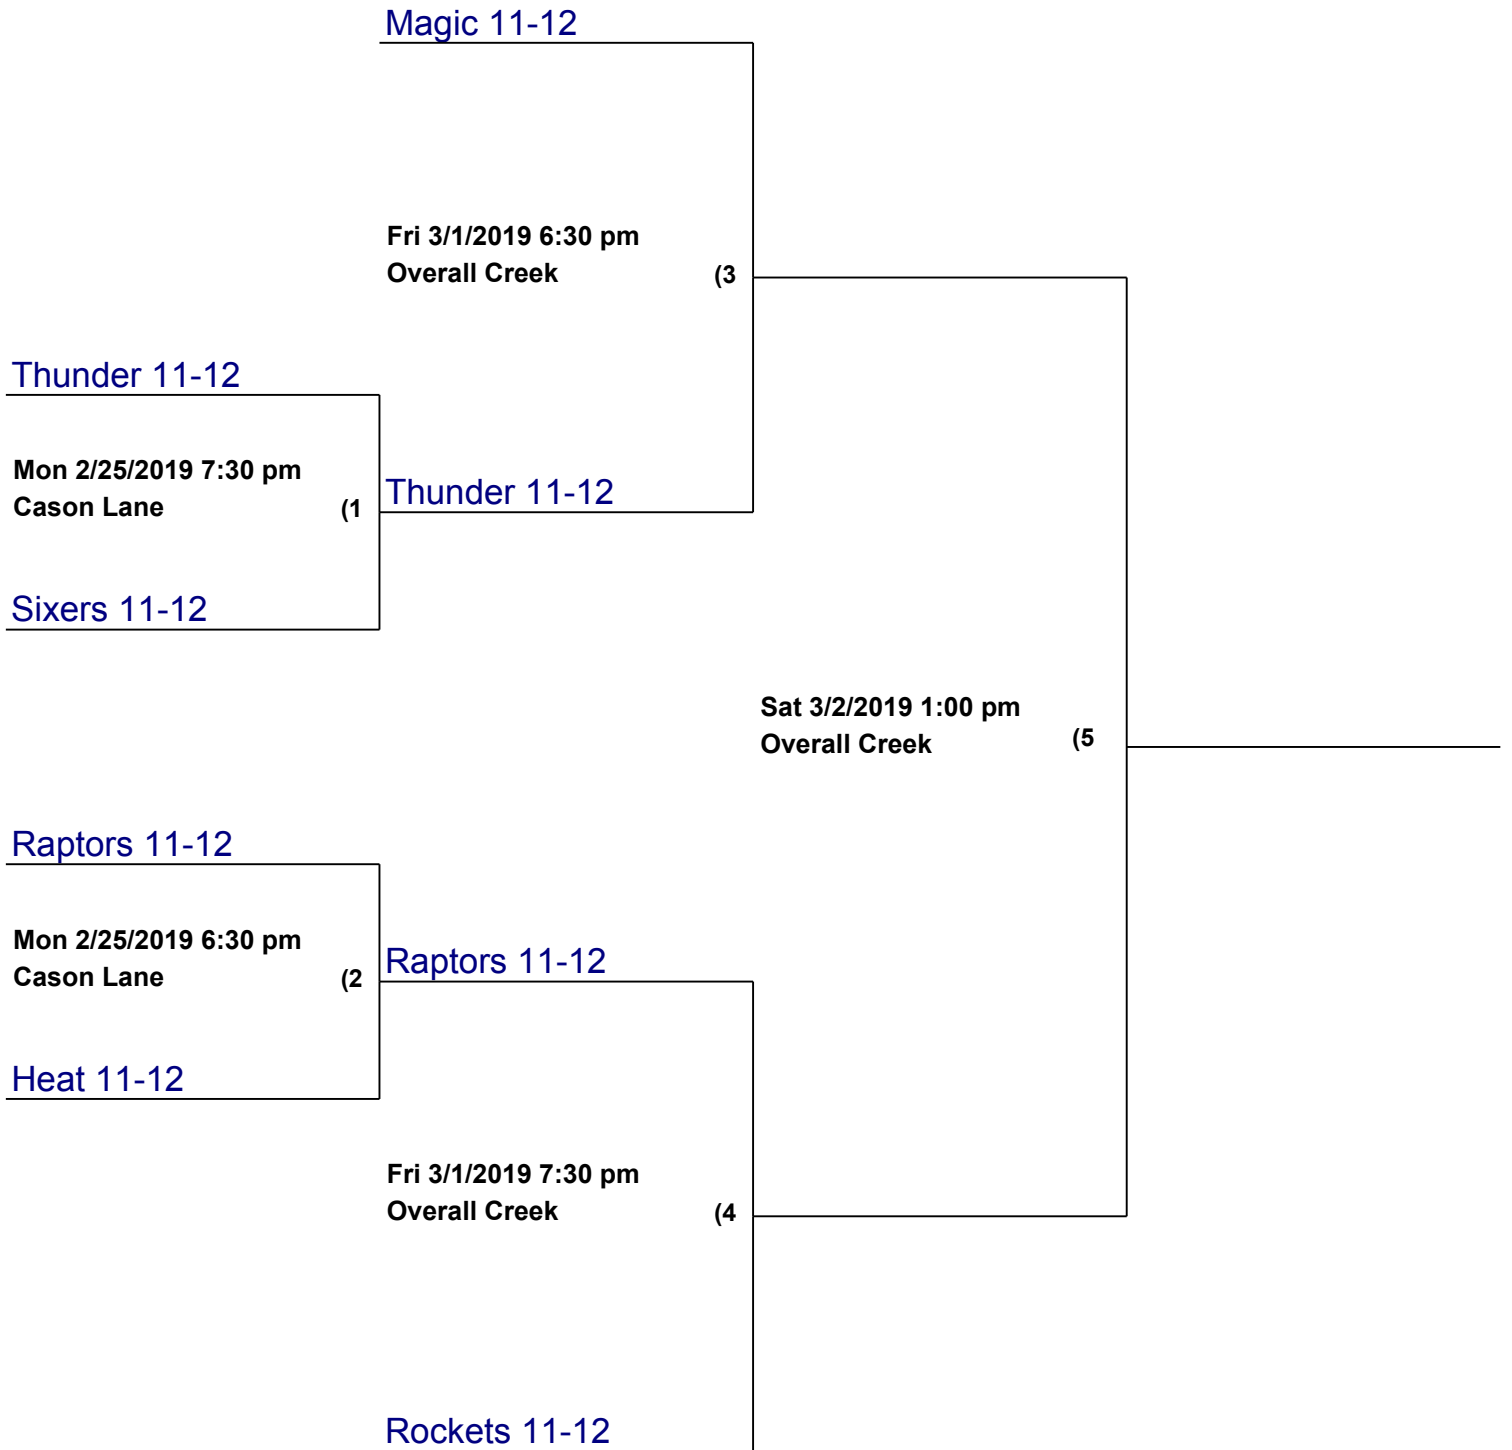 Magic 11-12
Fri 3/1/2019 6:30 pm
Overall Creek (3
Thunder 11-12
Mon 2/25/2019 7:30 pm
Cason Lane (1
Thunder 11-12
Sixers 11-12
Sat 3/2/2019 1:00 pm
Overall Creek (5
Raptors 11-12
Mon 2/25/2019 6:30 pm
Cason Lane (2
Raptors 11-12
Heat 11-12
Fri 3/1/2019 7:30 pm
Overall Creek (4
Rockets 11-12